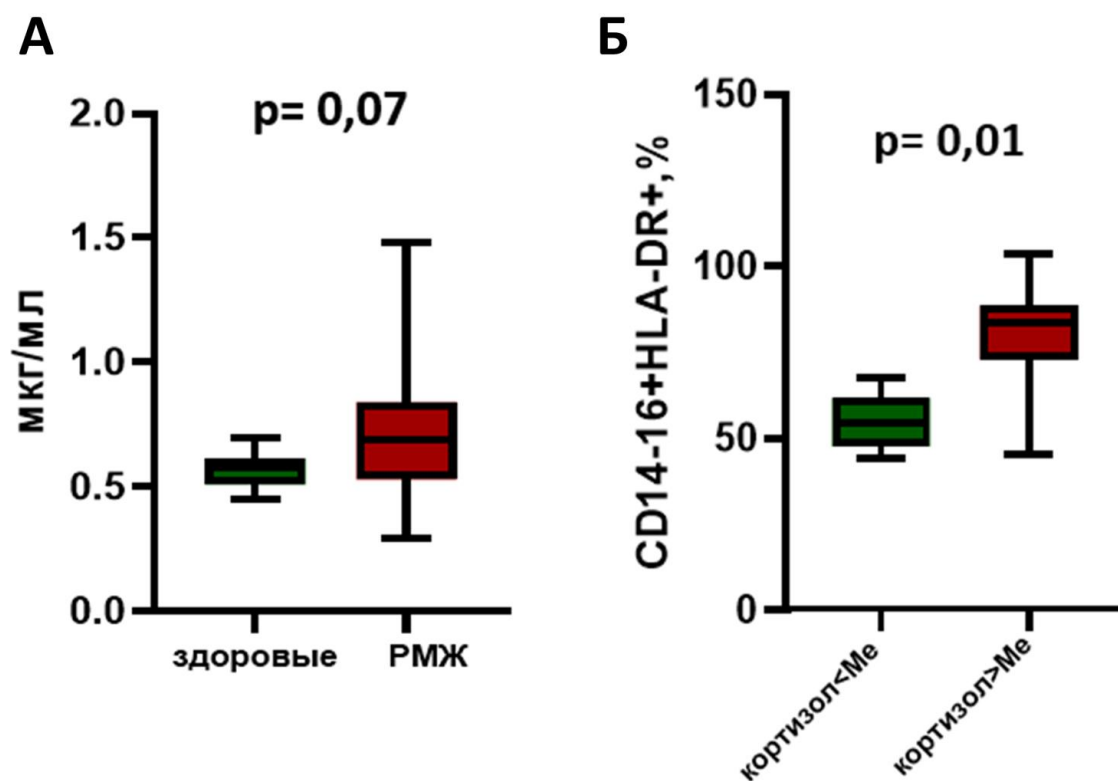 А
p= 0,07
мкг/мл
2.0
1.5
1.0
0.5
0.0
здоровые
РМЖ
Б
p= 0,01
CD14-16+HLA-DR+,%
150
100
50
0
кортизол<Me
кортизол>Me